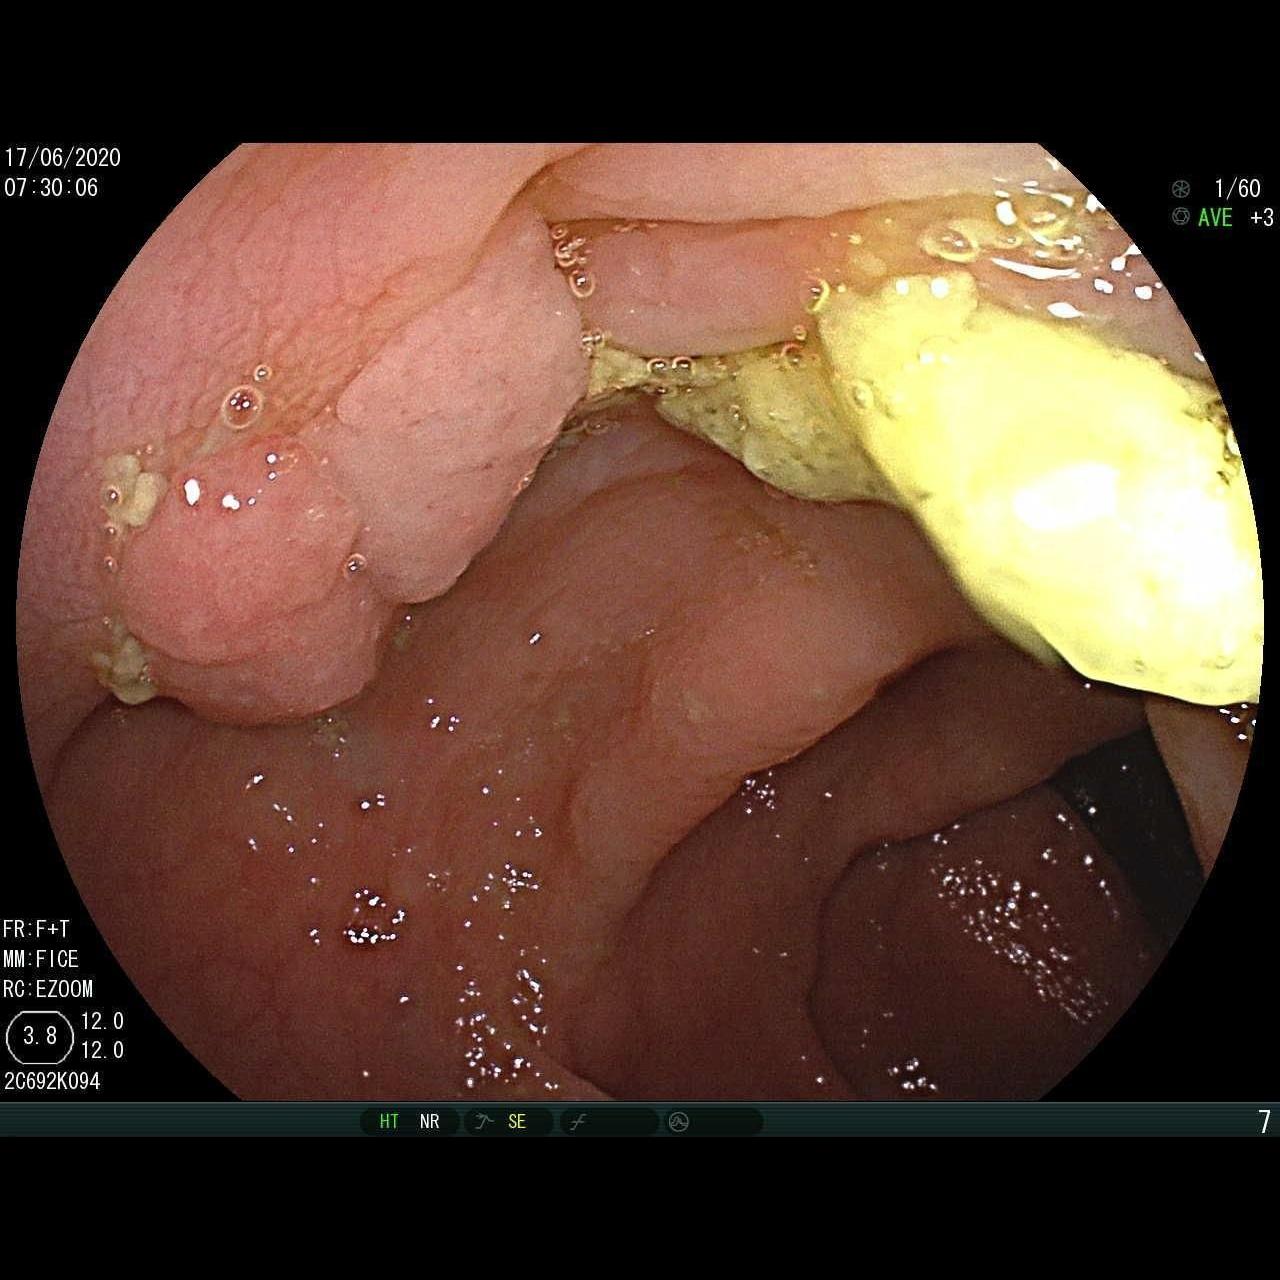 17/06/2020
07:30:06
1/60
AVE +3
FR:F+T
MM:FICE
RC:EZOOM
3.8
12.0
12.0
2C692K094
HT NR SE
7